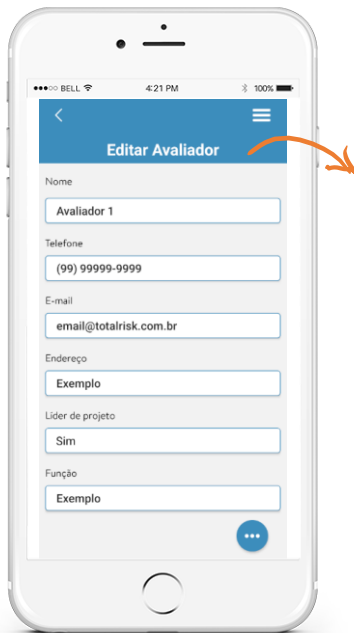 BELL 4:21 PM 100%
Editar Avaliador
Nome
Avaliador 1
Telefone
(99) 99999-9999
E-mail
email@totalrisk.com.br
Endereço
Exemplo
Lider de projeto
Sim
Função
Exemplo